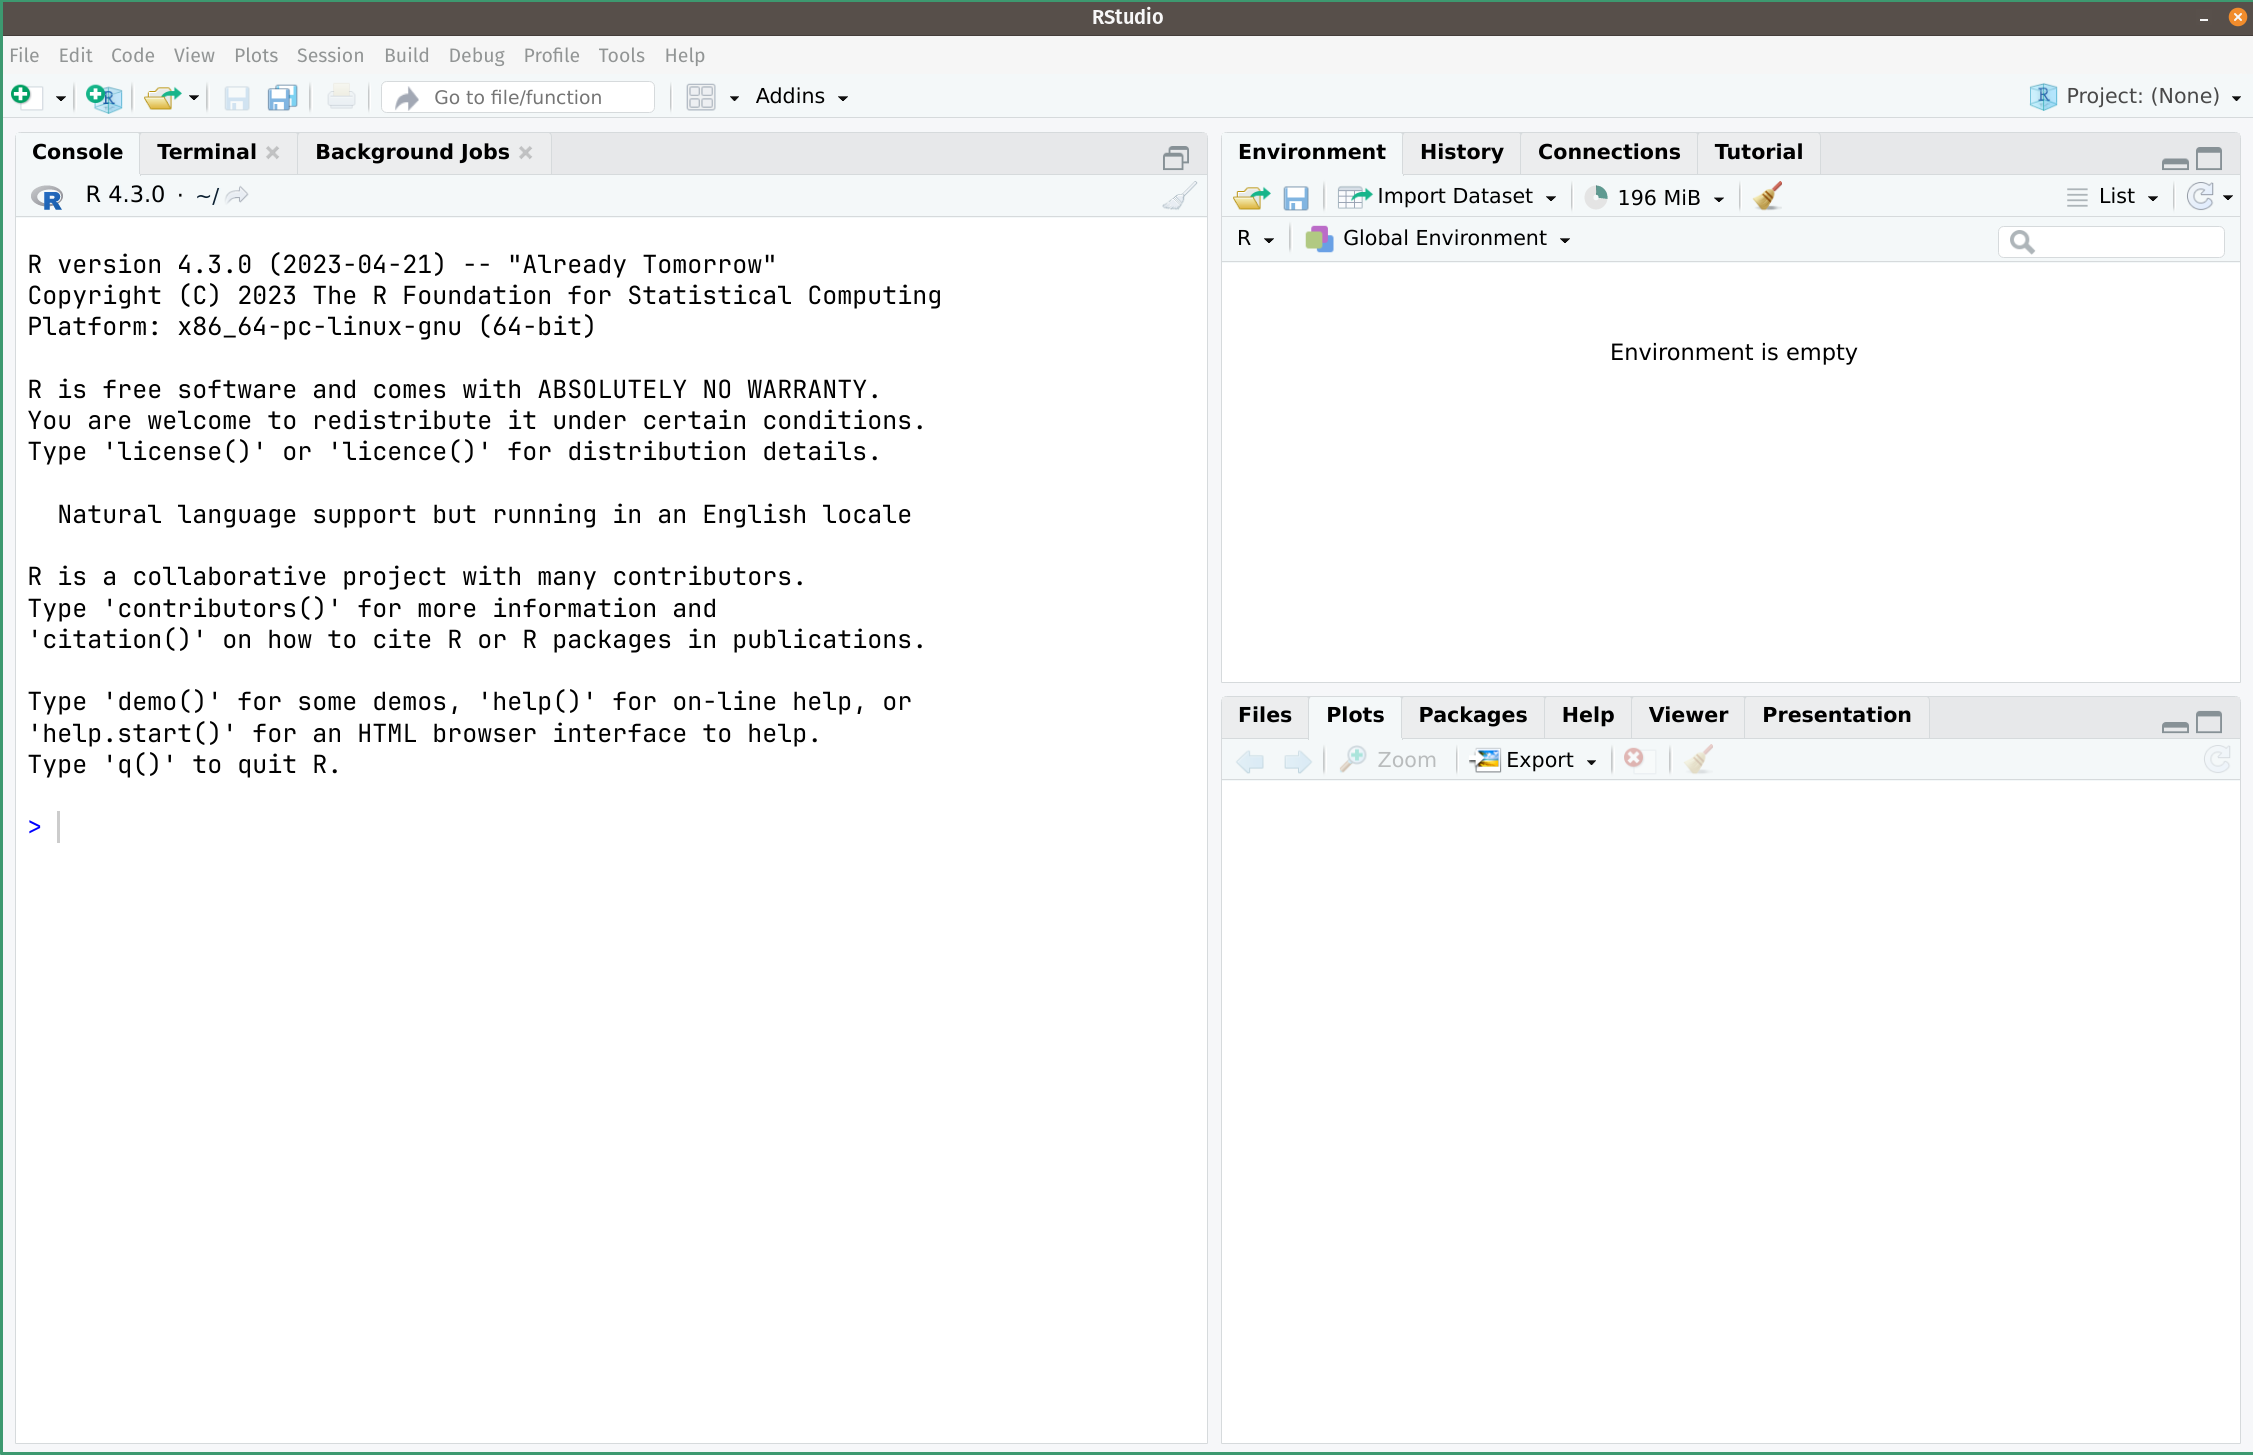 RStudio
File Edit Code View Plots Session Build Debug Profile Tools Help
Go to file/function Addins Project: (None)
Console Terminal Background Jobs
R 4.3.0 · ~/
R version 4.3.0 (2023-04-21) -- "Already Tomorrow"
Copyright (C) 2023 The R Foundation for Statistical Computing
Platform: x86_64-pc-linux-gnu (64-bit)
R is free software and comes with ABSOLUTELY NO WARRANTY.
You are welcome to redistribute it under certain conditions.
Type 'license()' or 'licence()' for distribution details.
Natural language support but running in an English locale
R is a collaborative project with many contributors.
Type 'contributors()' for more information and
'citation()' on how to cite R or R packages in publications.
Type 'demo()' for some demos, 'help()' for on-line help, or
'help.start()' for an HTML browser interface to help.
Type 'q()' to quit R.
>
Environment History Connections Tutorial
Import Dataset 196 MiB List
R Global Environment
Environment is empty
Files Plots Packages Help Viewer Presentation
Zoom Export